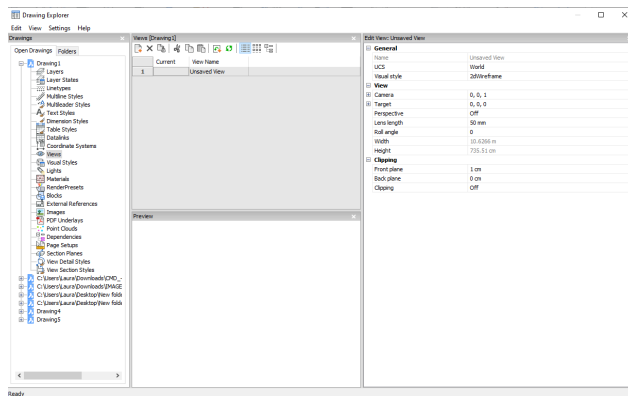 Drawing Explorer
Edit View Settings Help
Drawings
Open Drawings Folders
Drawing1
Layers
Layer States
Linetypes
Multiline Styles
Multileader Styles
Text Styles
Dimension Styles
Table Styles
Datalinks
Coordinate Systems
Views
Visual Styles
Lights
Materials
RenderPresets
Blocks
External References
Images
PDF Underlays
Point Clouds
Dependencies
Page Setups
Section Planes
View Detail Styles
View Section Styles
C:\Users\Laura\Downloads\CMD_-
C:\Users\Laura\Downloads\IMAGE
C:\Users\Laura\Desktop\New folde
C:\Users\Laura\Desktop\New folde
Drawing4
Drawing5
Views [Drawing1]
Current View Name
1 Unsaved View
Preview
Edit View: Unsaved View
General
Name Unsaved View
UCS World
Visual style 2dWireframe
View
Camera 0, 0, 1
Target 0, 0, 0
Perspective Off
Lens length 50 mm
Roll angle 0
Width 10.6266 m
Height 735.51 cm
Clipping
Front plane 1 cm
Back plane 0 cm
Clipping Off
Ready